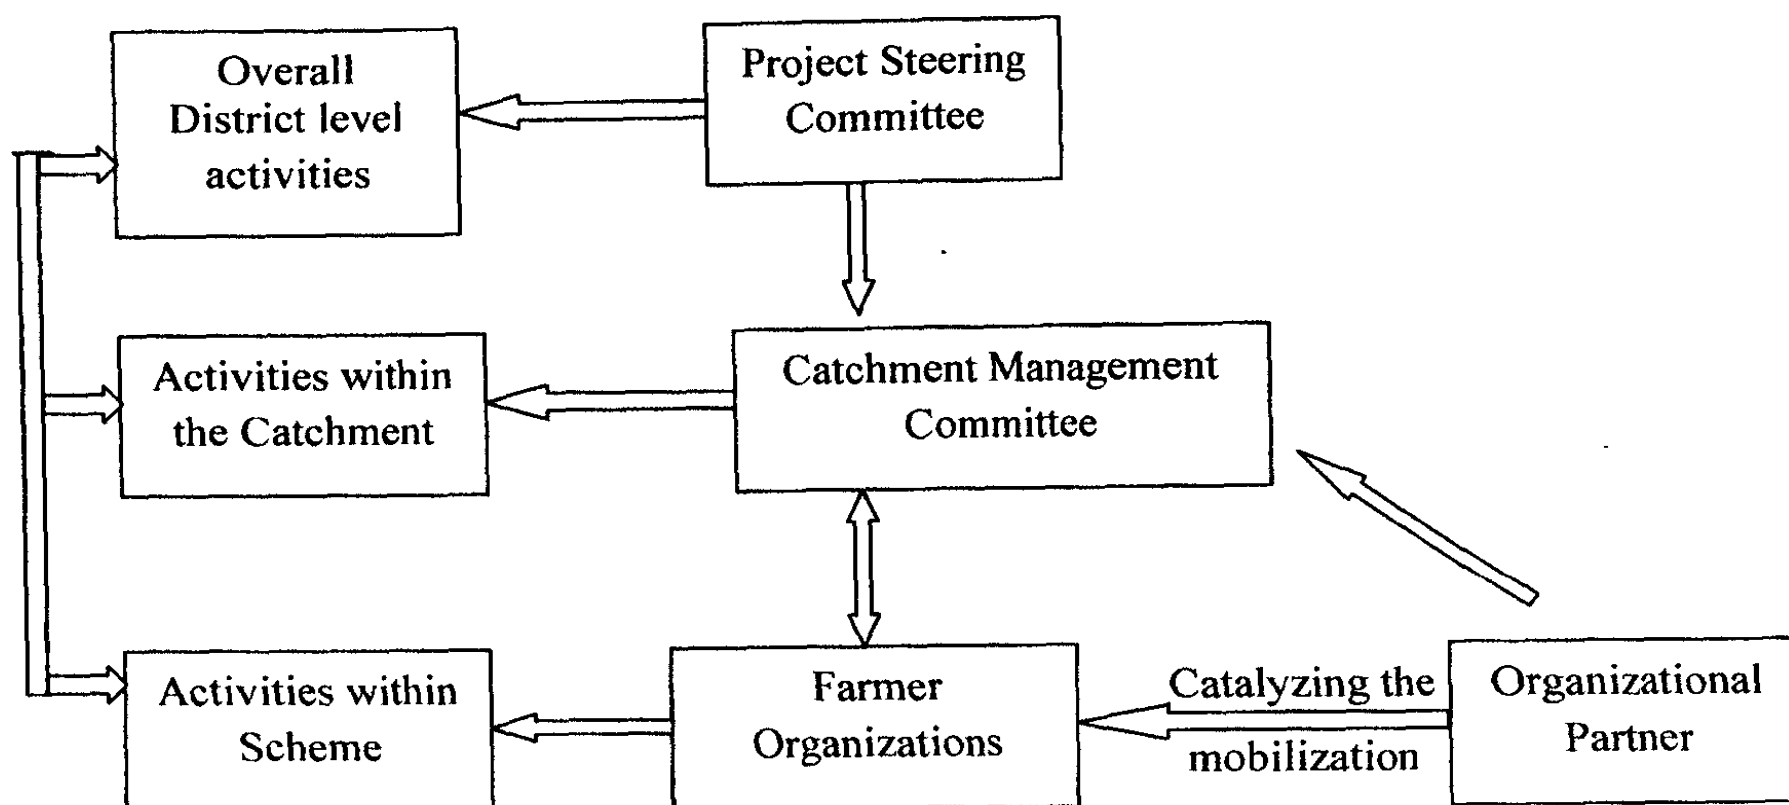 Overall
District level
activities
Project Steering
Committee
Activities within
the Catchment
Catchment Management
Committee
Activities within
Scheme
Farmer
Organizations
Catalyzing the
mobilization
Organizational
Partner